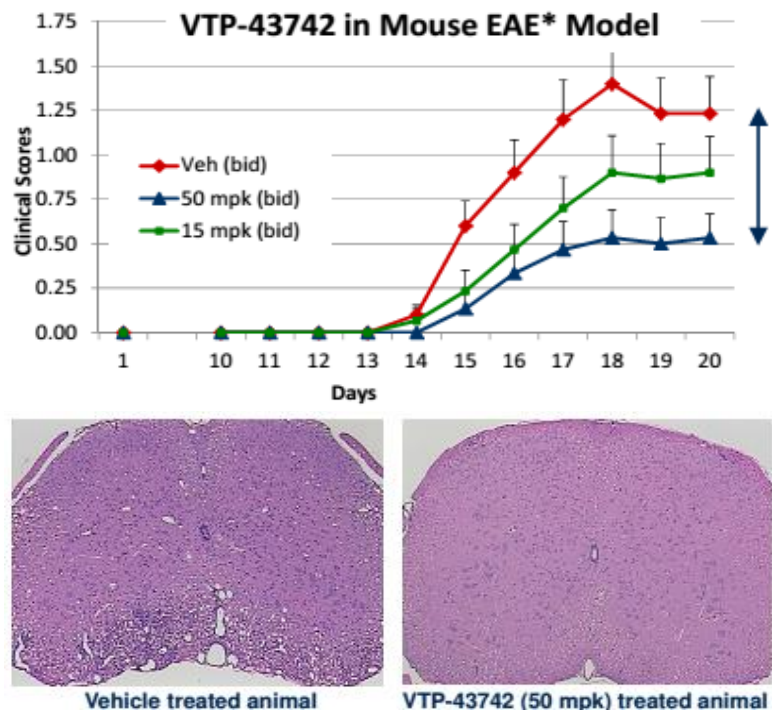 VTP-43742 in Mouse EAE* Model
1.75
1.50
1.25
1.00
0.75
0.50
0.25
0.00
Clinical Scores
Veh (bid)
50 mpk (bid)
15 mpk (bid)
1 10 11 12 13 14 15 16 17 18 19 20
Days
Vehicle treated animal
VTP-43742 (50 mpk) treated animal